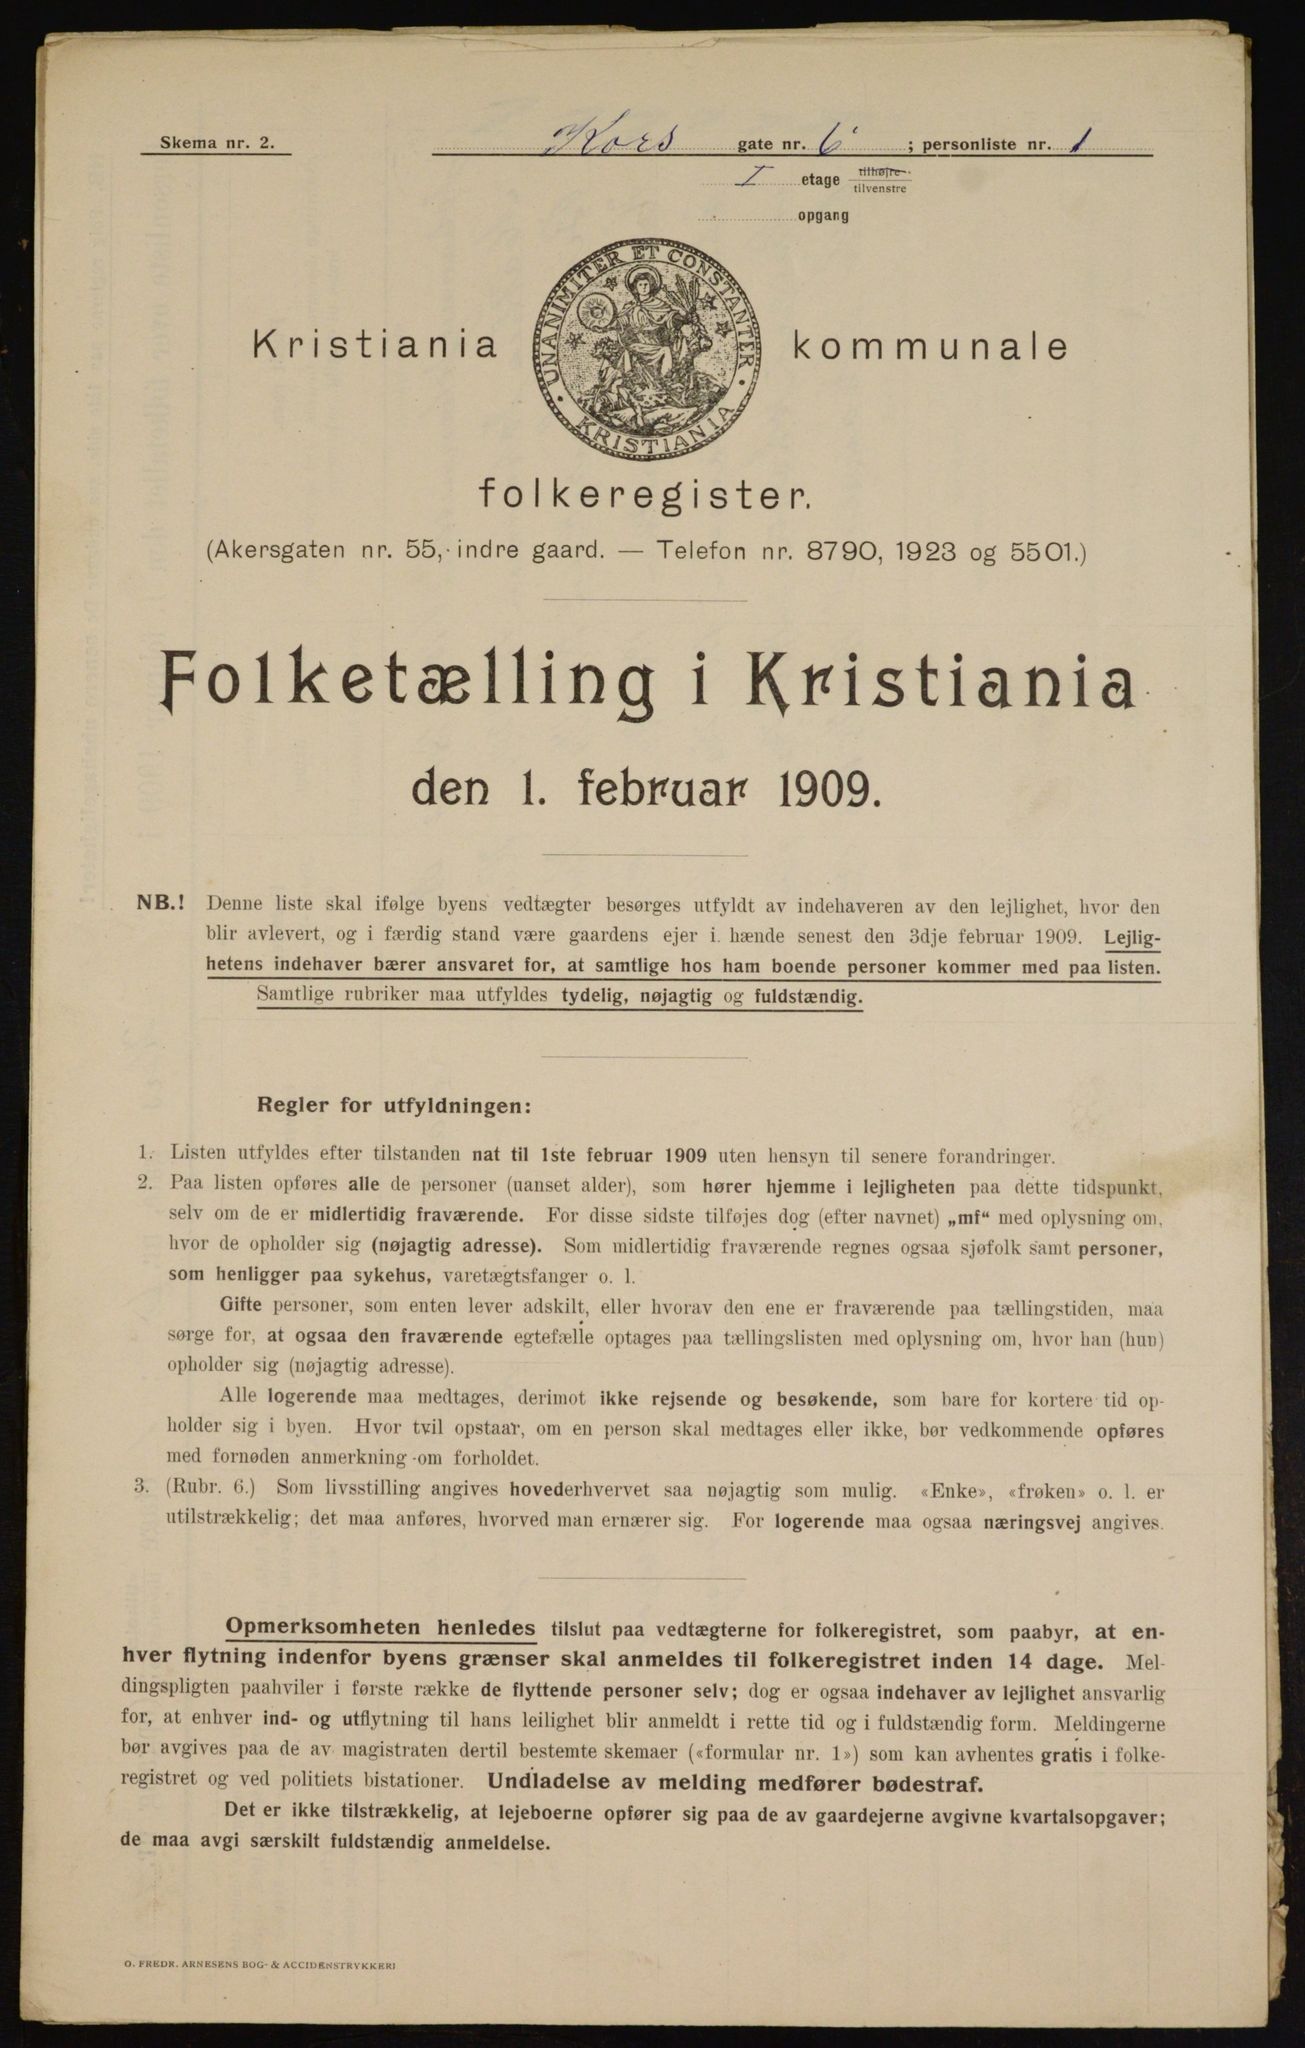 Skema nr. 2.
Kors gate nr. 6 ; personliste nr. 1
I etage tilhøjre tilvenstre
opgang
UNANIMITER ET CONSTANTER
KRISTIANIA
Kristiania kommunale
folkeregister.
(Akersgaten nr. 55, indre gaard. — Telefon nr. 8790, 1923 og 5501.)
Folketælling i Kristiania
den 1. februar 1909.
NB.! Denne liste skal ifølge byens vedtægter besørges utfyldt av indehaveren av den lejlighet, hvor den
blir avlevert, og i færdig stand være gaardens ejer i hænde senest den 3dje februar 1909. Lejlig-
hetens indehaver bærer ansvaret for, at samtlige hos ham boende personer kommer med paa listen.
Samtlige rubriker maa utfyldes tydelig, nøjagtig og fuldstændig.
Regler for utfyldningen:
1. Listen utfyldes efter tilstanden nat til 1ste februar 1909 uten hensyn til senere forandringer.
2. Paa listen opføres alle de personer (uanset alder), som hører hjemme i lejligheten paa dette tidspunkt,
selv om de er midlertidig fraværende. For disse sidste tilføjes dog (efter navnet) „mf“ med oplysning om,
hvor de opholder sig (nøjagtig adresse). Som midlertidig fraværende regnes ogsaa sjøfolk samt personer,
som henligger paa sykehus, varetægtsfanger o. l.
Gifte personer, som enten lever adskilt, eller hvorav den ene er fraværende paa tællingstiden, maa
sørge for, at ogsaa den fraværende egtefælle optages paa tællingslisten med oplysning om, hvor han (hun)
opholder sig (nøjagtig adresse).
Alle logerende maa medtages, derimot ikke rejsende og besøkende, som bare for kortere tid op-
holder sig i byen. Hvor tvil opstaar, om en person skal medtages eller ikke, bør vedkommende opføres
med fornøden anmerkning om forholdet.
3. (Rubr. 6.) Som livsstilling angives hovederhvervet saa nøjagtig som mulig. «Enke», «frøken» o. l. er
utilstrækkelig; det maa anføres, hvorved man ernærer sig. For logerende maa ogsaa næringsvej angives.
Opmerksomheten henledes tilslut paa vedtægterne for folkeregistret, som paabyr, at en-
hver flytning indenfor byens grænser skal anmeldes til folkeregistret inden 14 dage. Mel-
dingspligten paahviler i første række de flyttende personer selv; dog er ogsaa indehaver av lejlighet ansvarlig
for, at enhver ind- og utflytning til hans leilighet blir anmeldt i rette tid og i fuldstændig form. Meldingerne
bør avgives paa de av magistraten dertil bestemte skemaer («formular nr. 1») som kan avhentes gratis i folke-
registret og ved politiets bistationer. Undladelse av melding medfører bødestraf.
Det er ikke tilstrækkelig, at lejeboerne opfører sig paa de av gaardejerne avgivne kvartalsopgaver;
de maa avgi særskilt fuldstændig anmeldelse.
O. FREDR. ARNESENS BOG- & ACCIDENSTRYKKERI